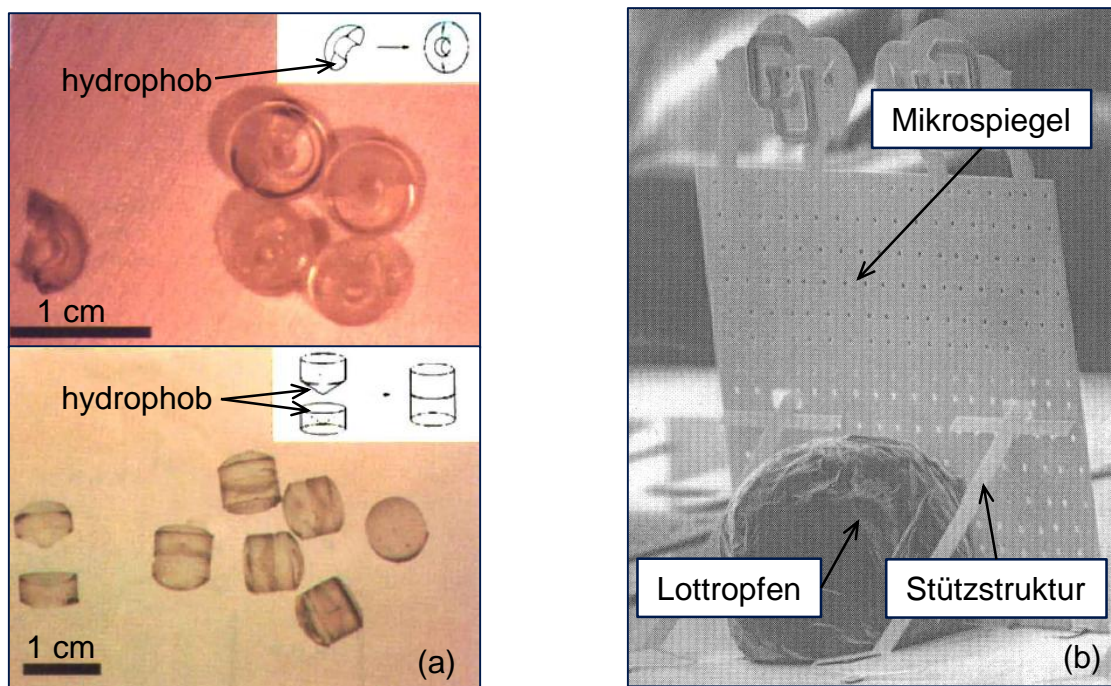 hydrophob
1 cm
hydrophob
1 cm
(a)
Mikrospiegel
Lottropfen
Stützstruktur
(b)